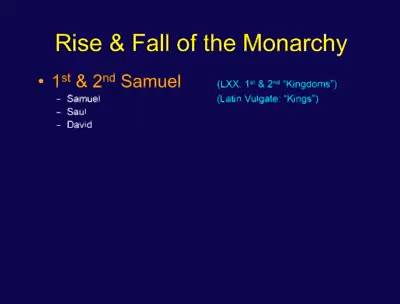 Rise & Fall of the Monarchy
• 1st & 2nd Samuel
(LXX: 1st & 2nd “Kingdoms”)
– Samuel
(Latin Vulgate: “Kings”)
– Saul
– David